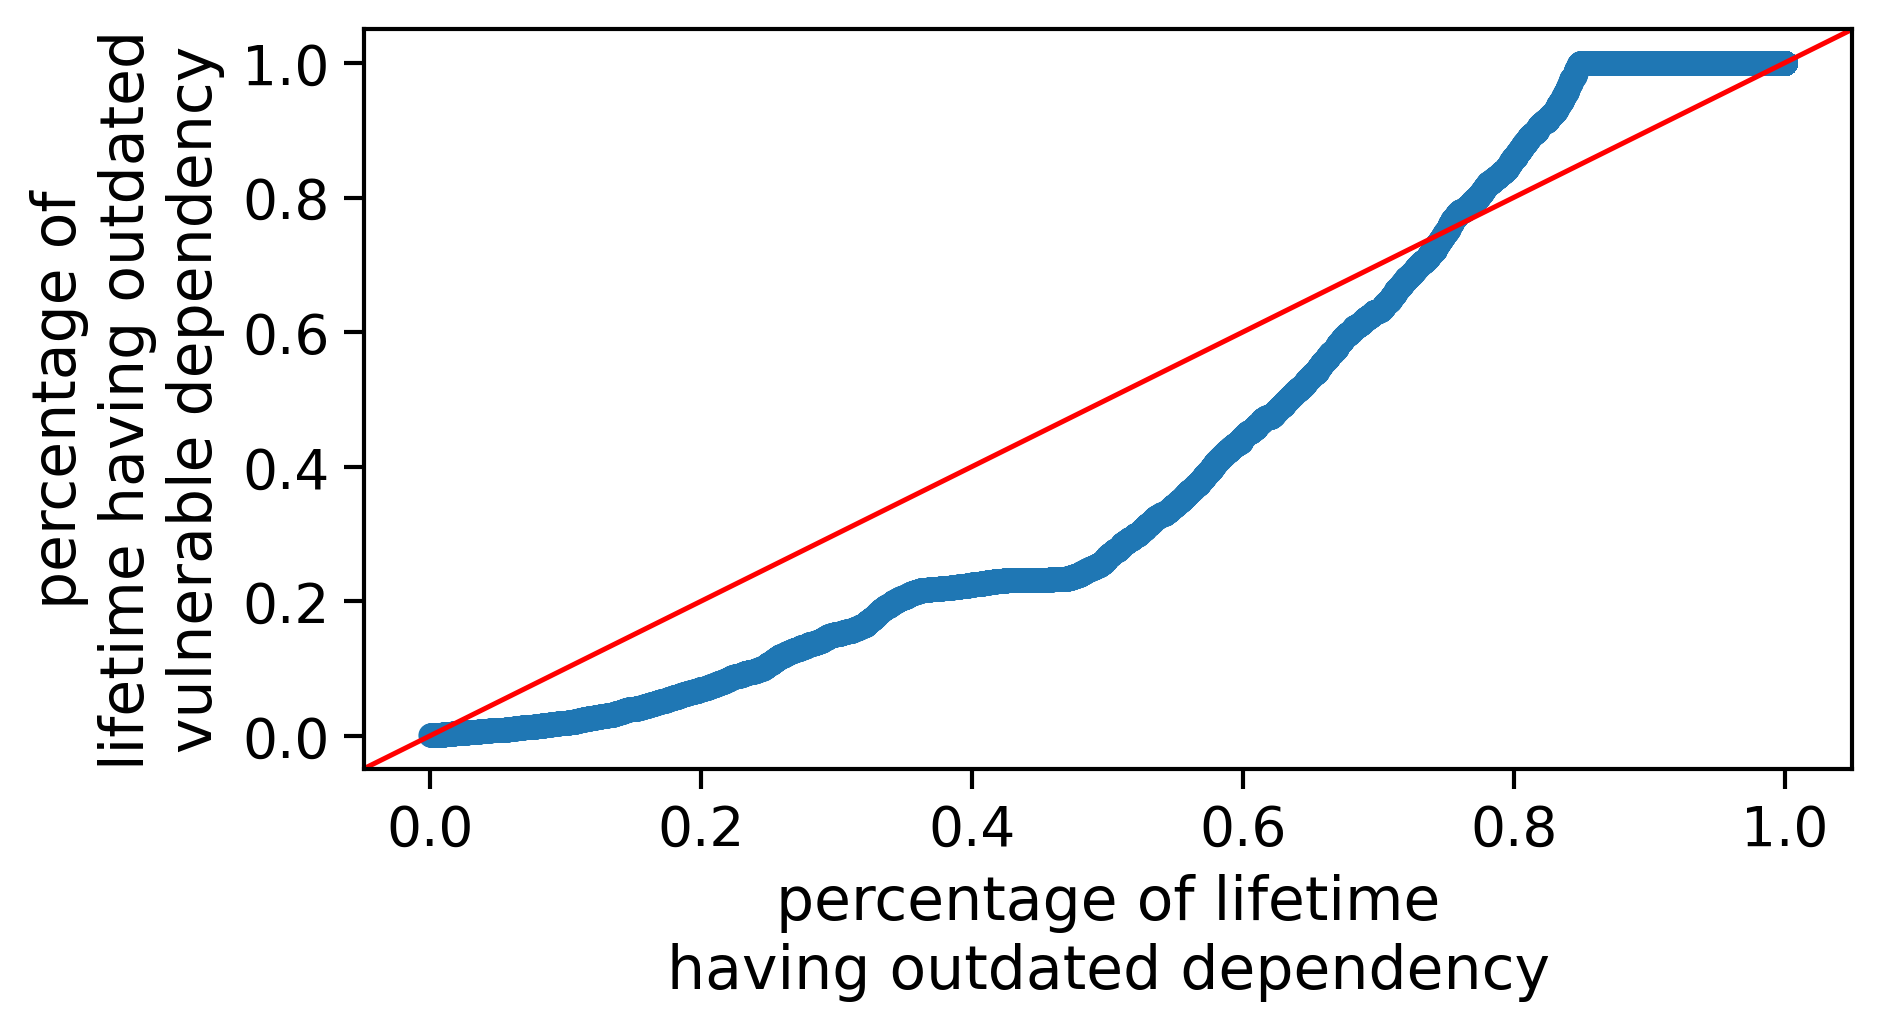 percentage of
lifetime having outdated
vulnerable dependency
1.0
0.8
0.6
0.4
0.2
0.0
0.0 0.2 0.4 0.6 0.8 1.0
percentage of lifetime
having outdated dependency